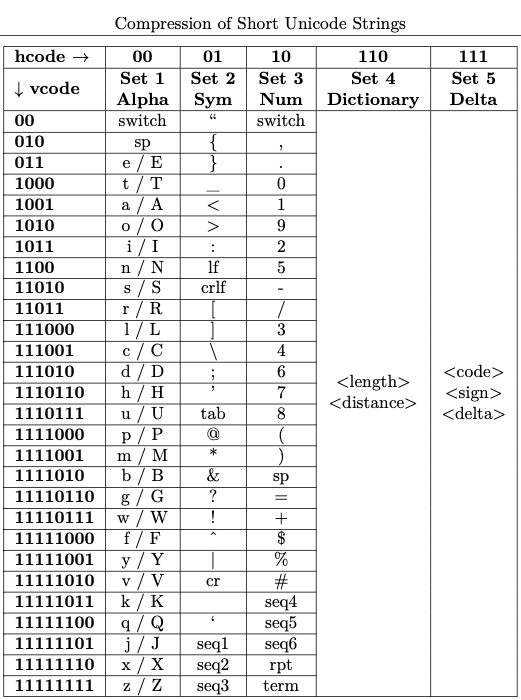 Compression of Short Unicode Strings
hcode → 00 01 10 110 111
↓ vcode Set 1 Alpha Set 2 Sym Set 3 Num Set 4 Dictionary Set 5 Delta
00 switch “ switch
010 sp { ,
011 e / E } .
1000 t / T _ 0
1001 a / A < 1
1010 o / O > 9
1011 i / I : 2
1100 n / N lf 5
11010 s / S crlf -
11011 r / R [ /
111000 l / L ] 3
111001 c / C \ 4
111010 d / D ; 6
1110110 h / H ’ 7
1110111 u / U tab 8
1111000 p / P @ (
1111001 m / M * )
1111010 b / B & sp
11110110 g / G ? =
11110111 w / W ! +
11111000 f / F ^ $
11111001 y / Y | %
11111010 v / V cr #
11111011 k / K seq4
11111100 q / Q ‘ seq5
11111101 j / J seq1 seq6
11111110 x / X seq2 rpt
11111111 z / Z seq3 term
<length>
<distance>
<code>
<sign>
<delta>